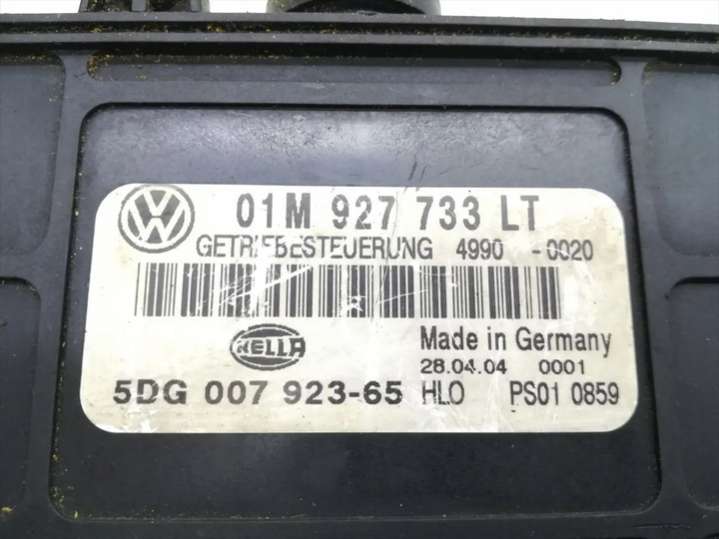 VW 01M 927 733 LT
GETRIEBESTEUERUNG 4990 -0020
HELLA
Made in Germany
28.04.04 0001
5DG 007 923-65 HLO PS01 0859